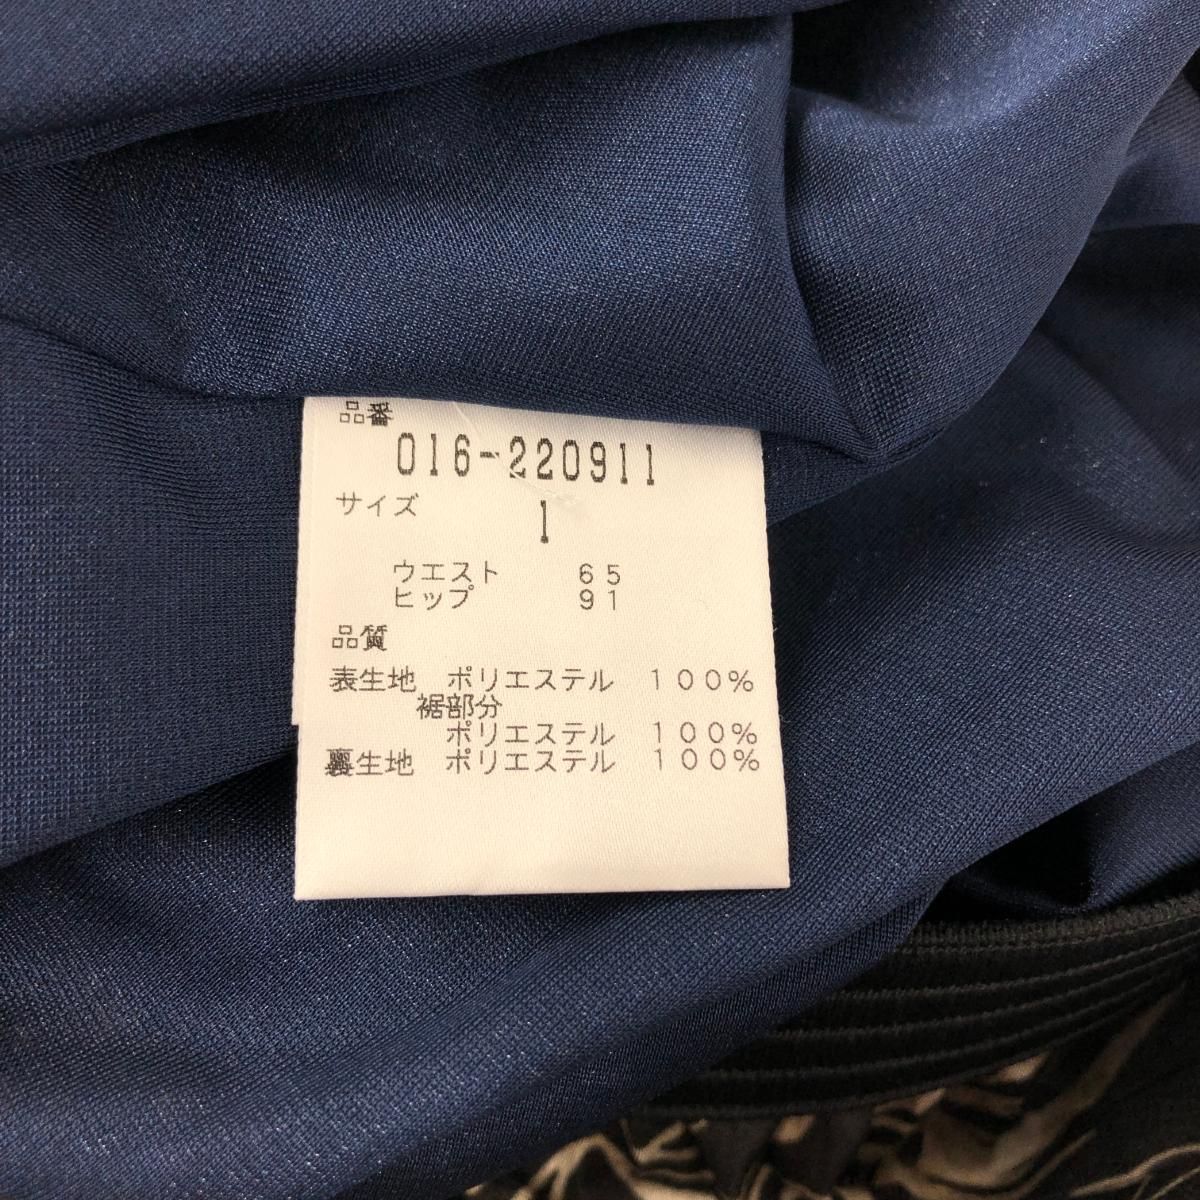 品番
016-220911
サイズ
1
ウエスト 65
ヒップ 91
品質
表生地 ポリエステル 100%
裾部分
ポリエステル 100%
裏生地 ポリエステル 100%